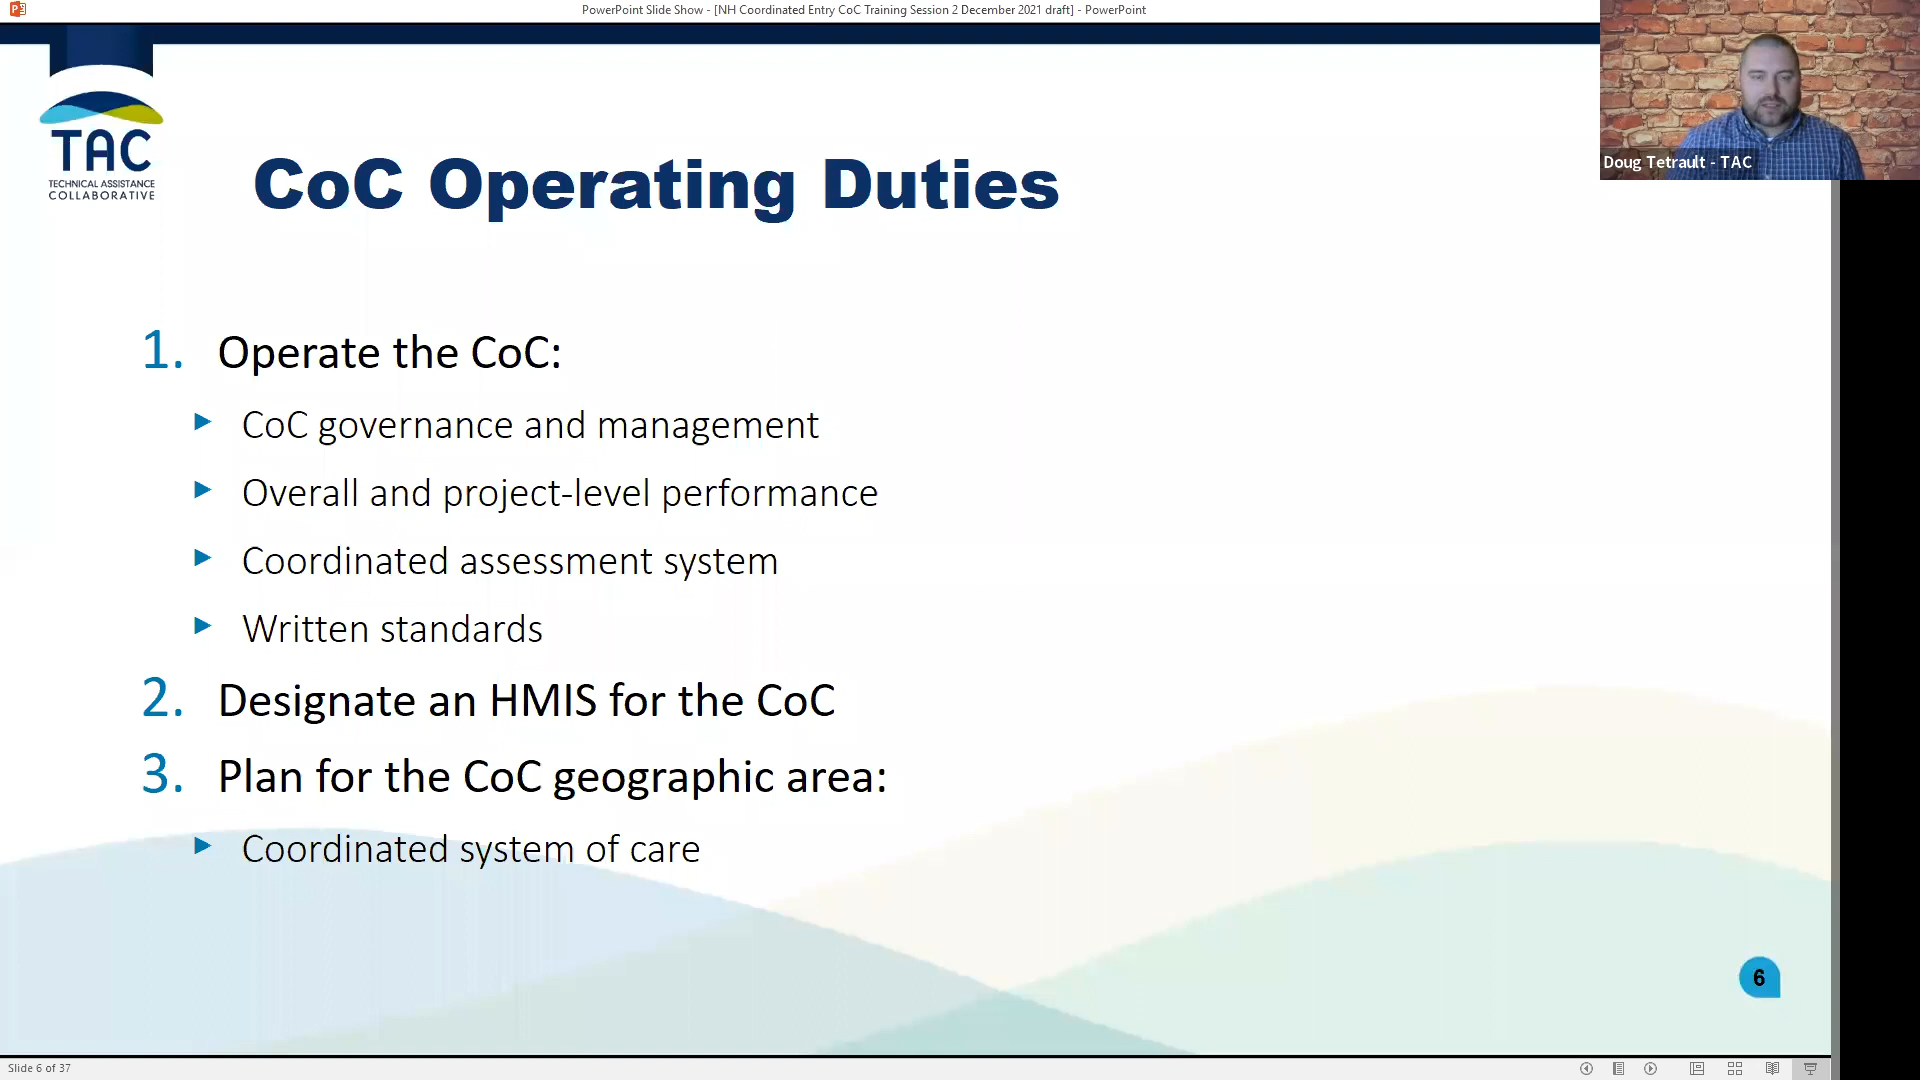 PowerPoint Slide Show - [NH Coordinated Entry CoC Training Session 2 December 2021 draft] - PowerPoint
Doug Tetrault - TAC
TAC
TECHNICAL ASSISTANCE
COLLABORATIVE
CoC Operating Duties
1. Operate the CoC:
CoC governance and management
Overall and project-level performance
Coordinated assessment system
Written standards
2. Designate an HMIS for the CoC
3. Plan for the CoC geographic area:
Coordinated system of care
6
Slide 6 of 37